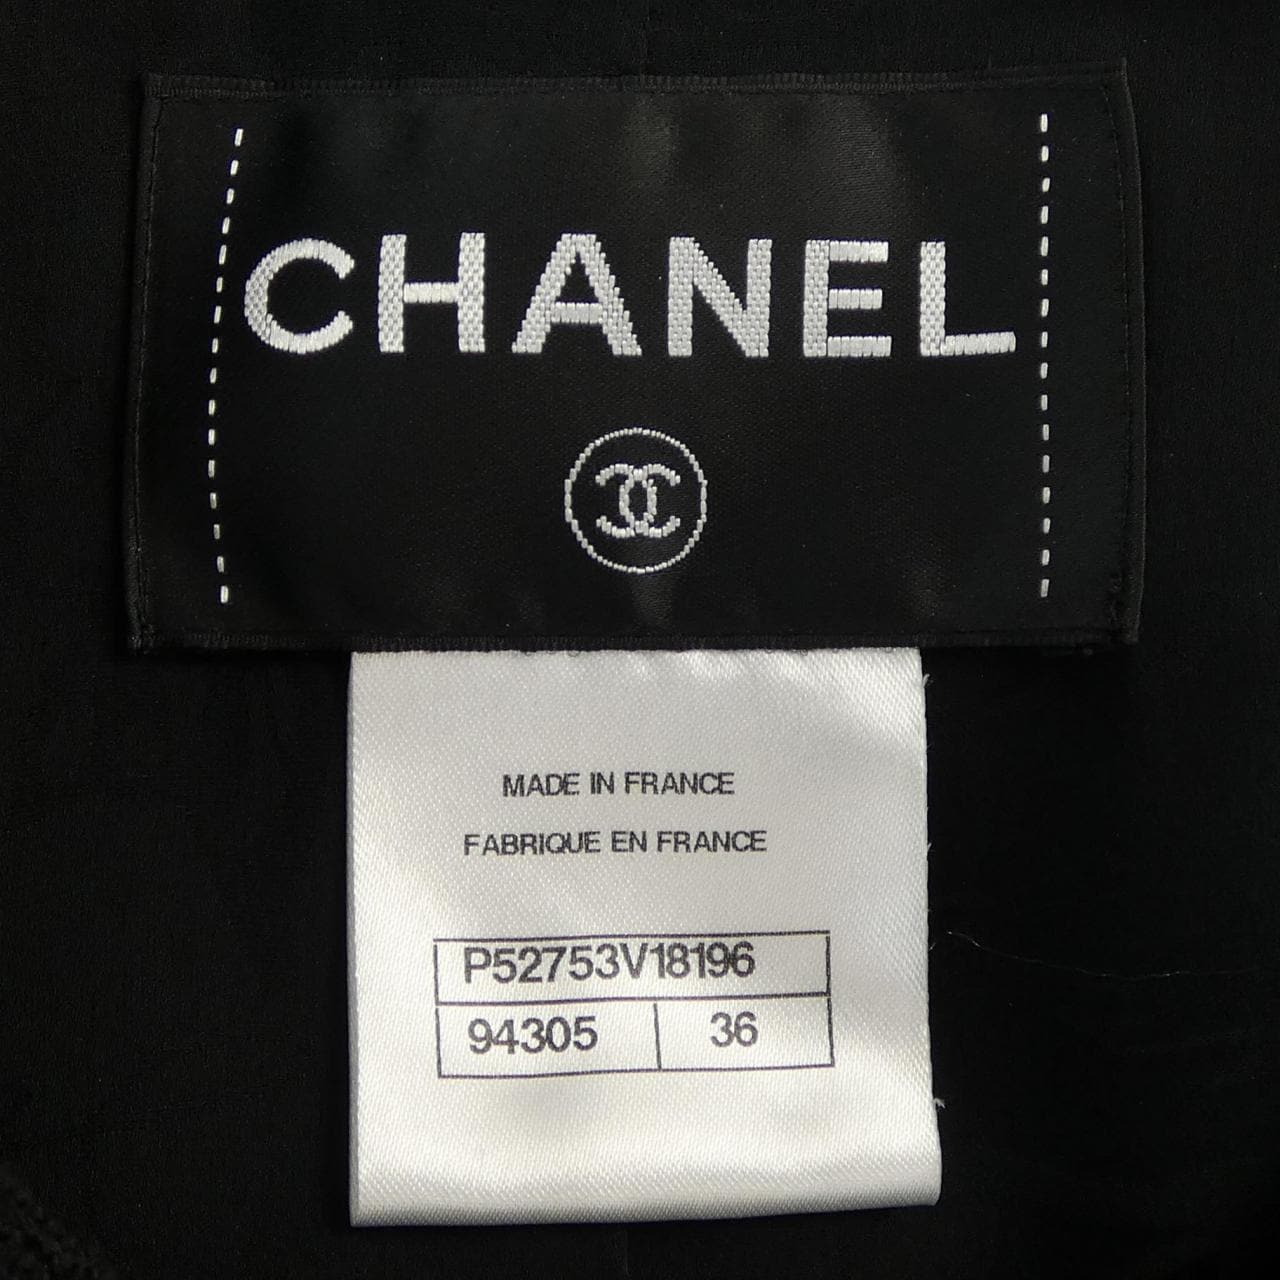 CHANEL
MADE IN FRANCE
FABRIQUE EN FRANCE
P52753V18196
94305 36